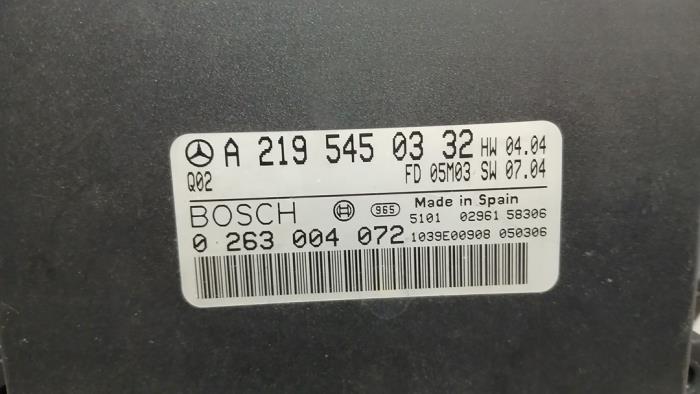 A 219 545 03 32 HW 04.04
Q02 FD 05M03 SW 07.04
BOSCH 965 Made in Spain
5101 02961 58306
0 263 004 072 1039E00908 050306